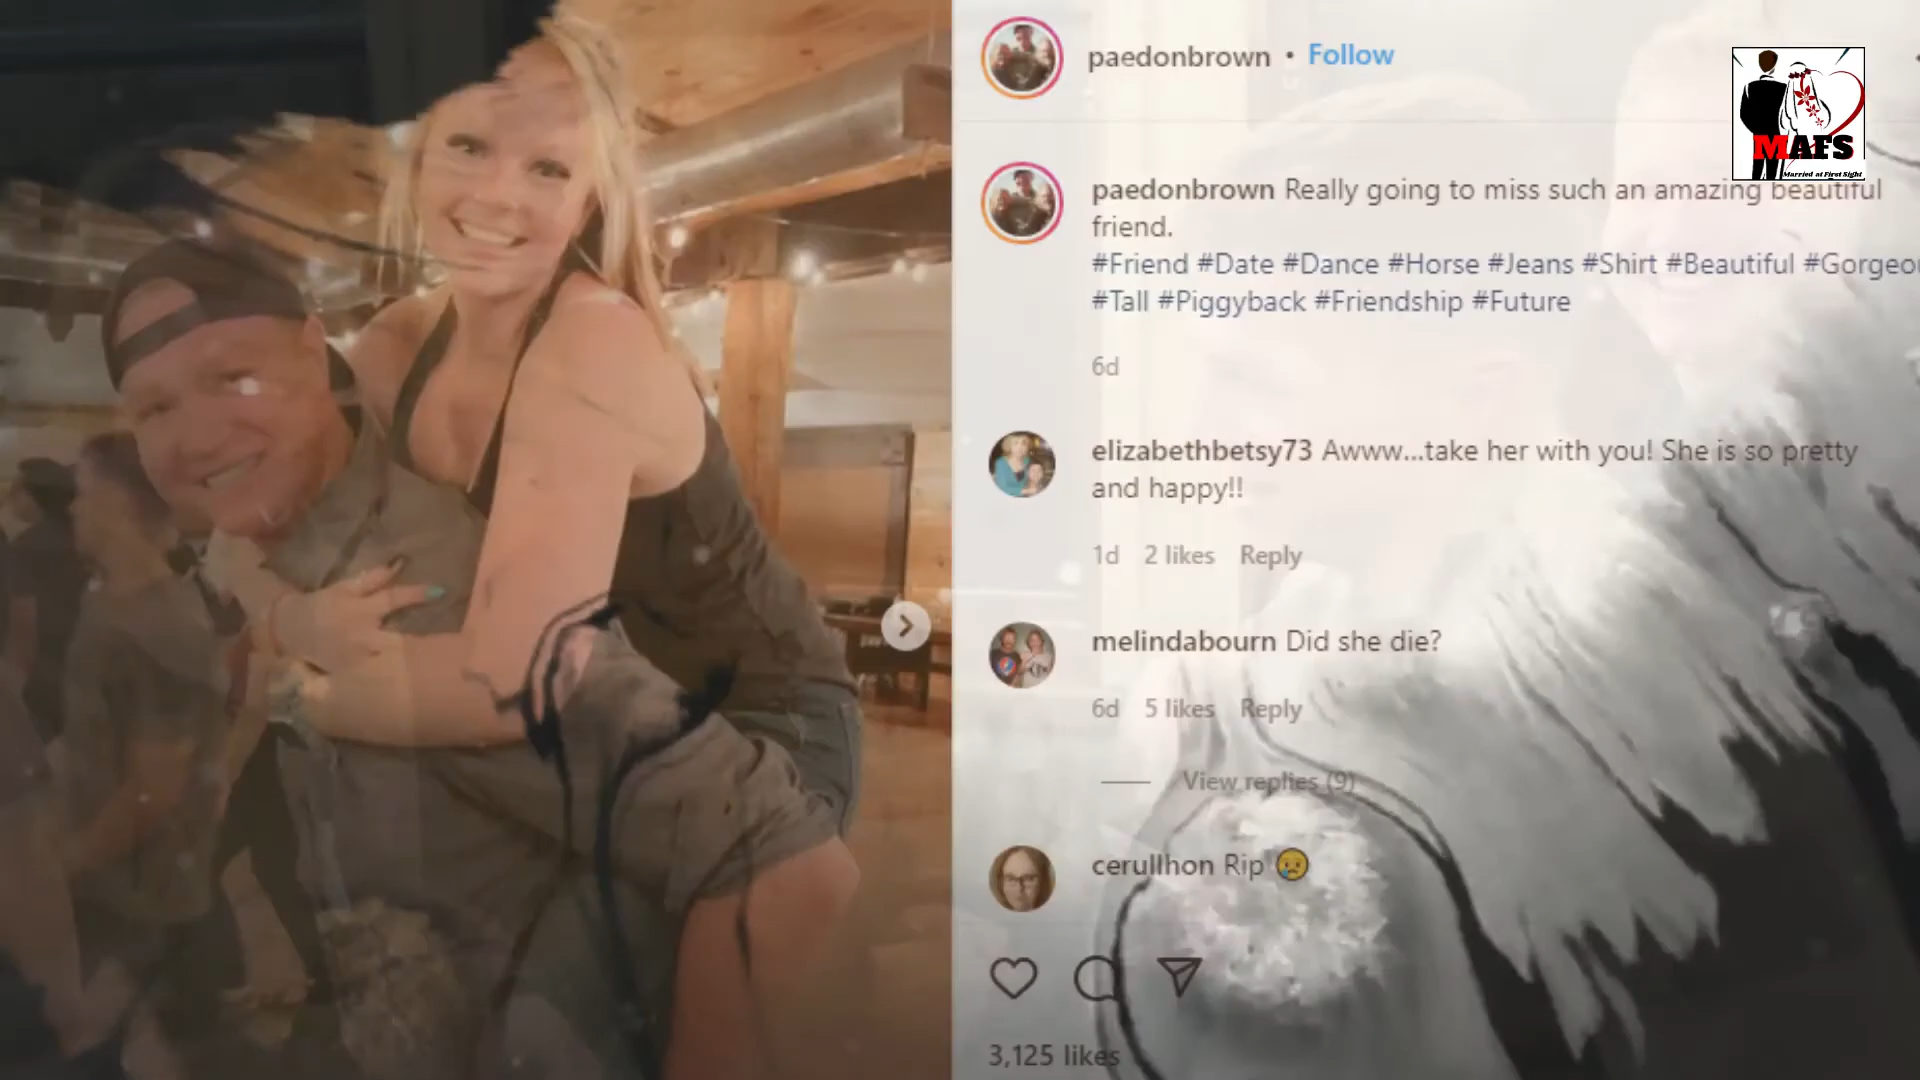 paedonbrown • Follow
MAFS
Married at First Sight
paedonbrown Really going to miss such an amazing beautiful
friend.
#Friend #Date #Dance #Horse #Jeans #Shirt #Beautiful #Gorgeo
#Tall #Piggyback #Friendship #Future
6d
elizabethbetsy73 Awww...take her with you! She is so pretty
and happy!!
1d 2 likes Reply
melindabourn Did she die?
6d 5 likes Reply
View replies (9)
cerullhon Rip 😢
3,125 likes